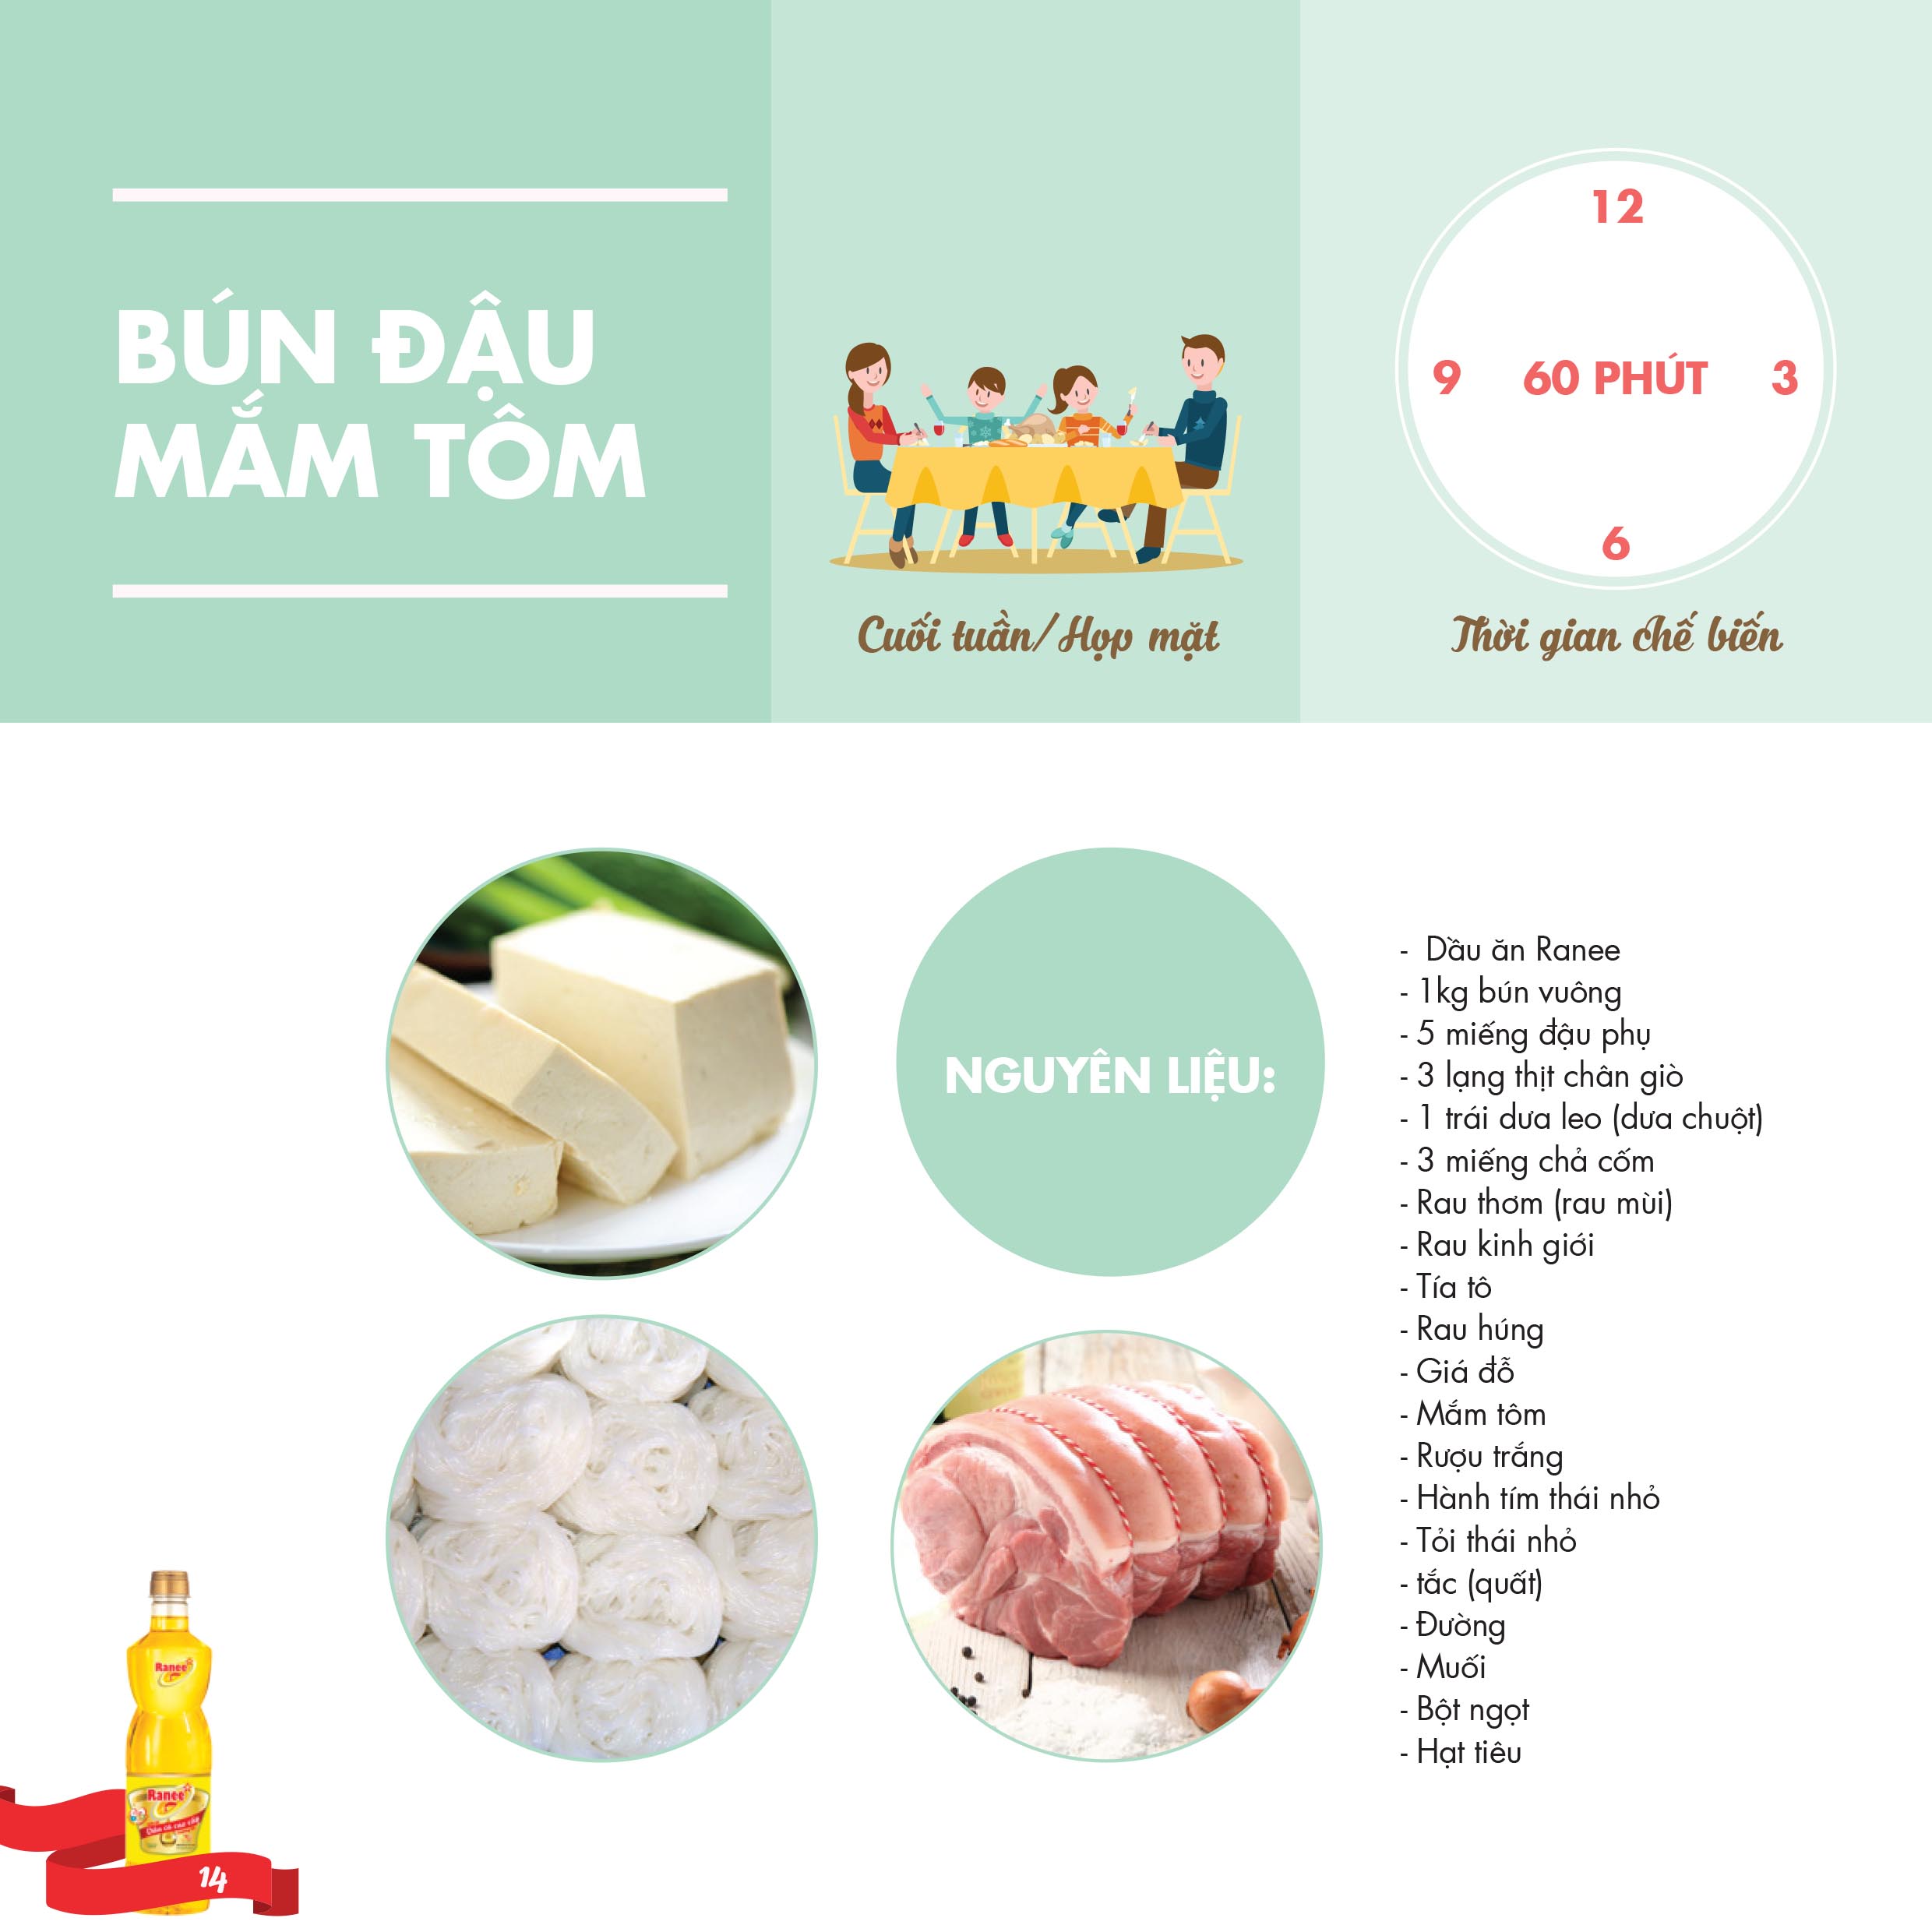 BÚN ĐẬU
MẮM TÔM
Cuối tuần/Họp mặt
12
9 60 PHÚT 3
6
Thời gian chế biến
NGUYÊN LIỆU:
- Dầu ăn Ranee
- 1kg bún vuông
- 5 miếng đậu phụ
- 3 lạng thịt chân giò
- 1 trái dưa leo (dưa chuột)
- 3 miếng chả cốm
- Rau thơm (rau mùi)
- Rau kinh giới
- Tía tô
- Rau húng
- Giá đỗ
- Mắm tôm
- Rượu trắng
- Hành tím thái nhỏ
- Tỏi thái nhỏ
- tắc (quất)
- Đường
- Muối
- Bột ngọt
- Hạt tiêu
Ranee
Ranee
14